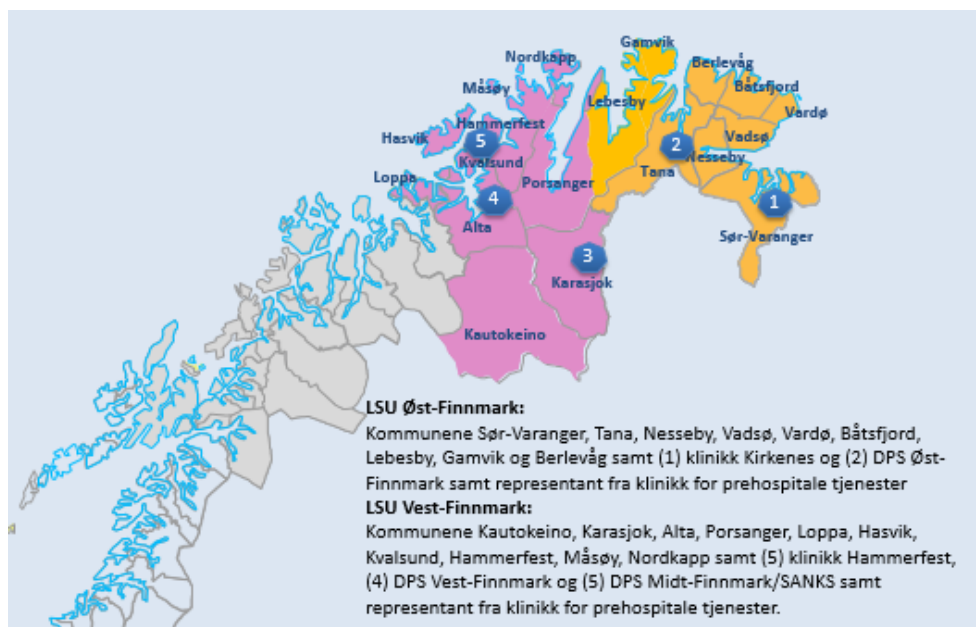 Gamvik
Nordkapp
Berlevåg
Måsøy
Båtsfjord
Lebesby
Vardø
Hammerfest
Hasvik
5
2
Vadsø
Kvalsund
Nesseby
Loppa
Tana
Porsanger
4
1
Alta
Sør-Varanger
3
Karasjok
Kautokeino
LSU Øst-Finnmark:
Kommunene Sør-Varanger, Tana, Nesseby, Vadsø, Vardø, Båtsfjord,
Lebesby, Gamvik og Berlevåg samt (1) klinikk Kirkenes og (2) DPS Øst-
Finnmark samt representant fra klinikk for prehospitale tjenester
LSU Vest-Finnmark:
Kommunene Kautokeino, Karasjok, Alta, Porsanger, Loppa, Hasvik,
Kvalsund, Hammerfest, Måsøy, Nordkapp samt (5) klinikk Hammerfest,
(4) DPS Vest-Finnmark og (5) DPS Midt-Finnmark/SANKS samt
representant fra klinikk for prehospitale tjenester.